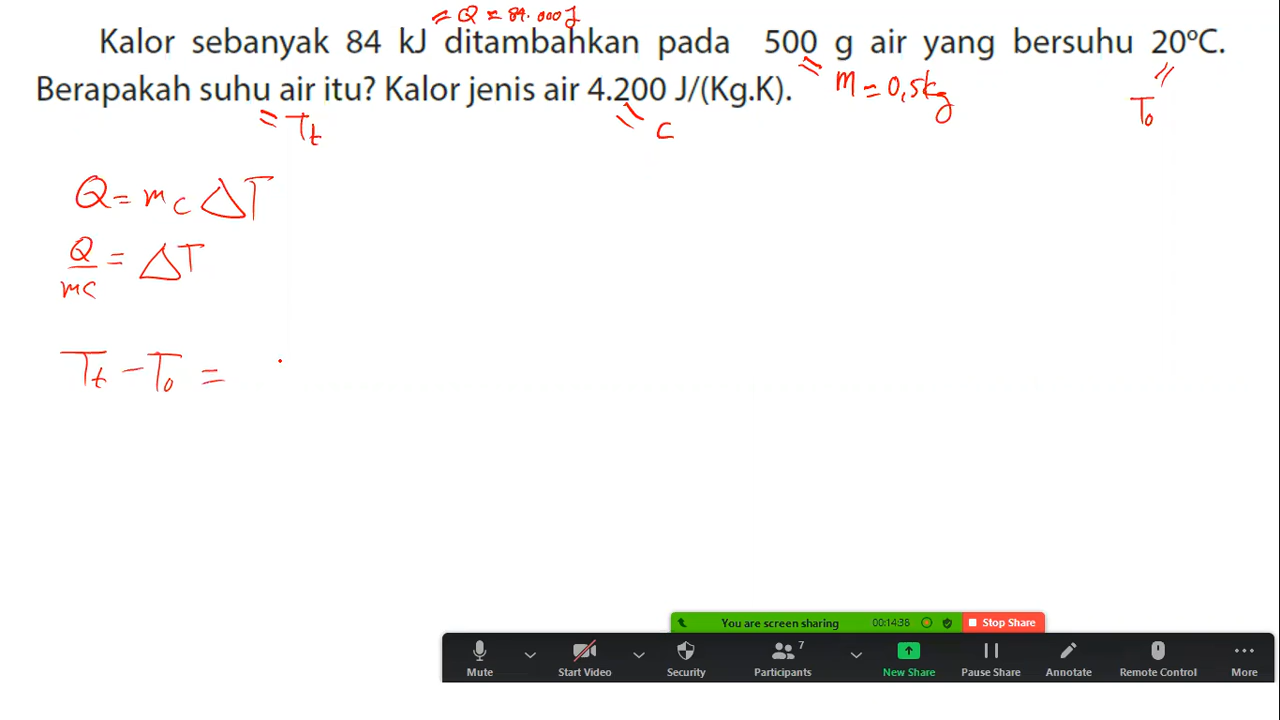 = Q = 84.000 J
Kalor sebanyak 84 kJ ditambahkan pada 500 g air yang bersuhu 20°C.
Berapakah suhu air itu? Kalor jenis air 4.200 J/(Kg.K).
= m = 0,5kg
= T₀
= Tt
= c
Q = mc ΔT
Q/mc = ΔT
Tt - T₀ =
You are screen sharing 00:14:38 Stop Share
7
Mute Start Video Security Participants New Share Pause Share Annotate Remote Control More